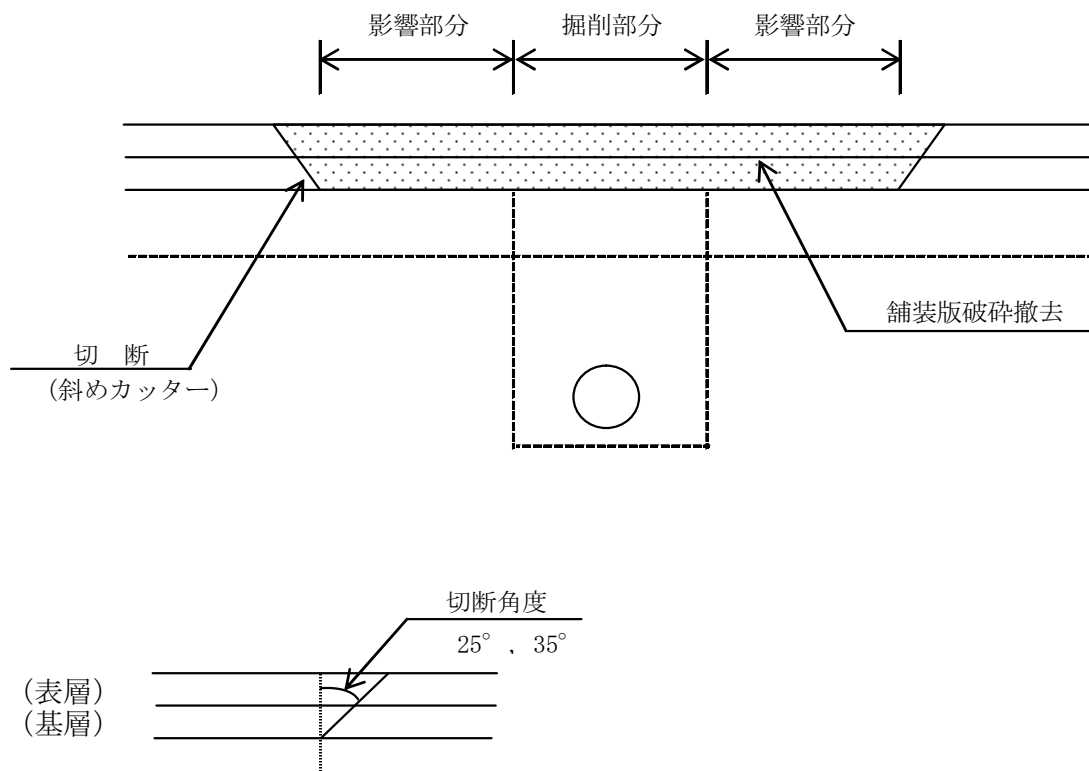 影響部分 掘削部分 影響部分
舗装版破砕撤去
切　断
(斜めカッター)
切断角度
25°，35°
(表層)
(基層)